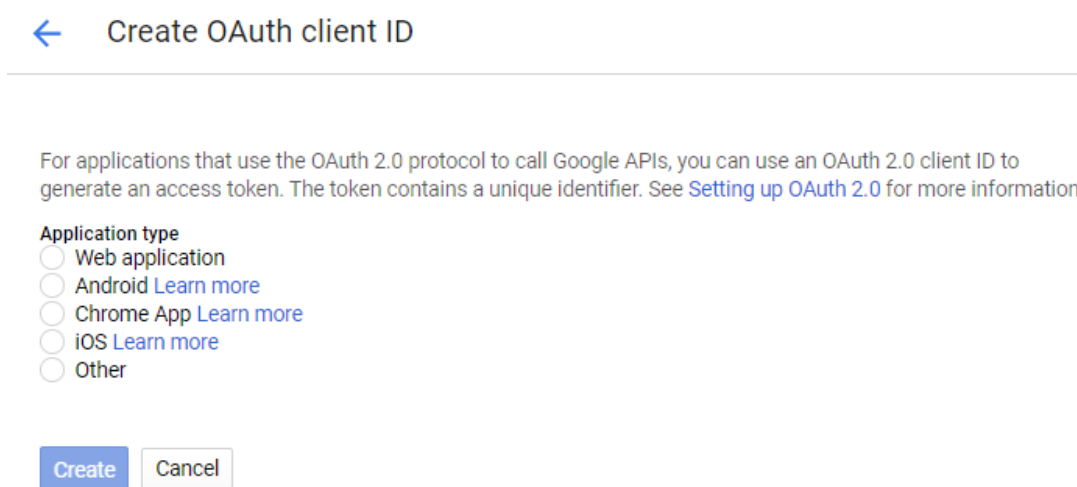 Create OAuth client ID
For applications that use the OAuth 2.0 protocol to call Google APIs, you can use an OAuth 2.0 client ID to
generate an access token. The token contains a unique identifier. See Setting up OAuth 2.0 for more information
Application type
Web application
Android Learn more
Chrome App Learn more
iOS Learn more
Other
Create Cancel